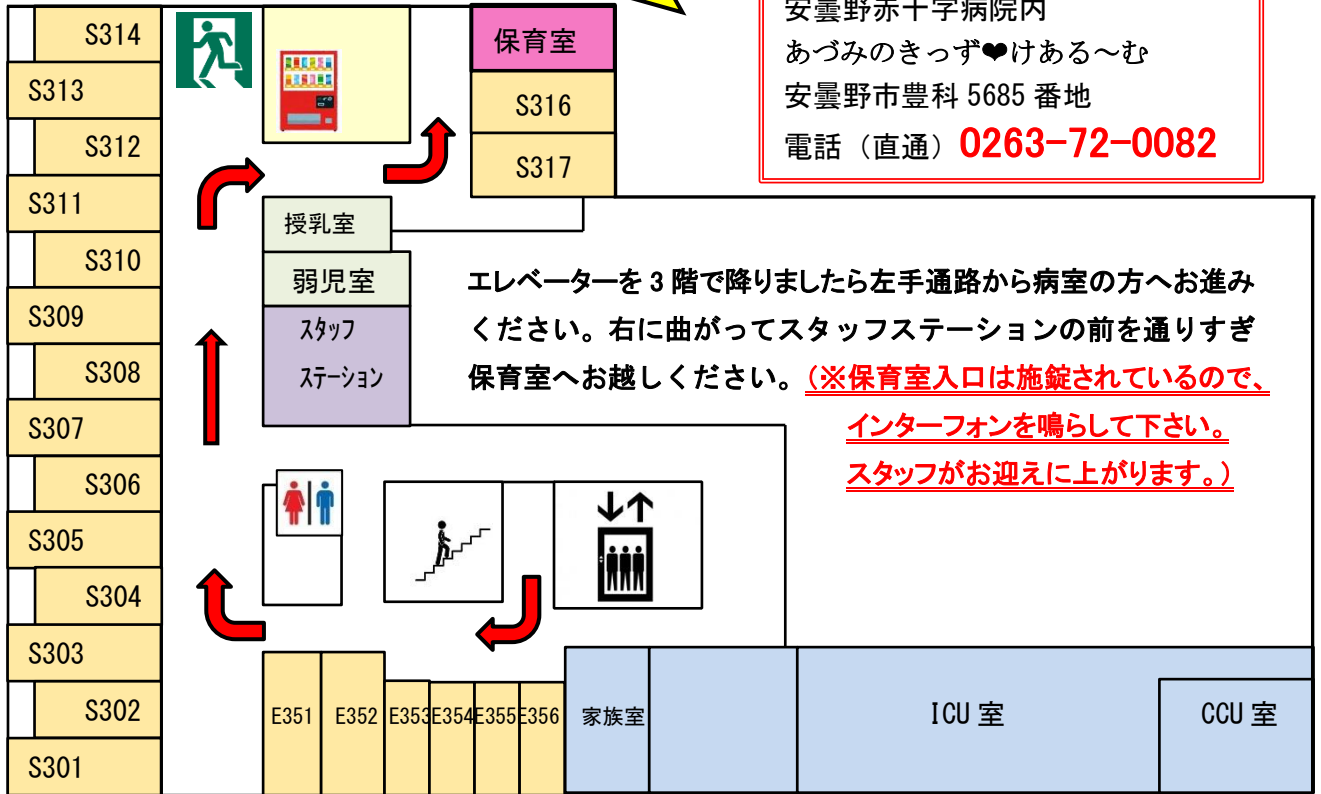 安曇野赤十字病院内
あづみのきっず♥けある～む
安曇野市豊科 5685 番地
電話（直通）0263-72-0082
S314
S313
S312
S311
S310
S309
S308
S307
S306
S305
S304
S303
S302
S301
保育室
S316
S317
授乳室
弱児室
スタッフ
ステーション
エレベーターを 3 階で降りましたら左手通路から病室の方へお進み
ください。右に曲がってスタッフステーションの前を通りすぎ
保育室へお越しください。（※保育室入口は施錠されているので、
インターフォンを鳴らして下さい。
スタッフがお迎えに上がります。）
E351
E352
E353
E354
E355
E356
家族室
ICU 室
CCU 室